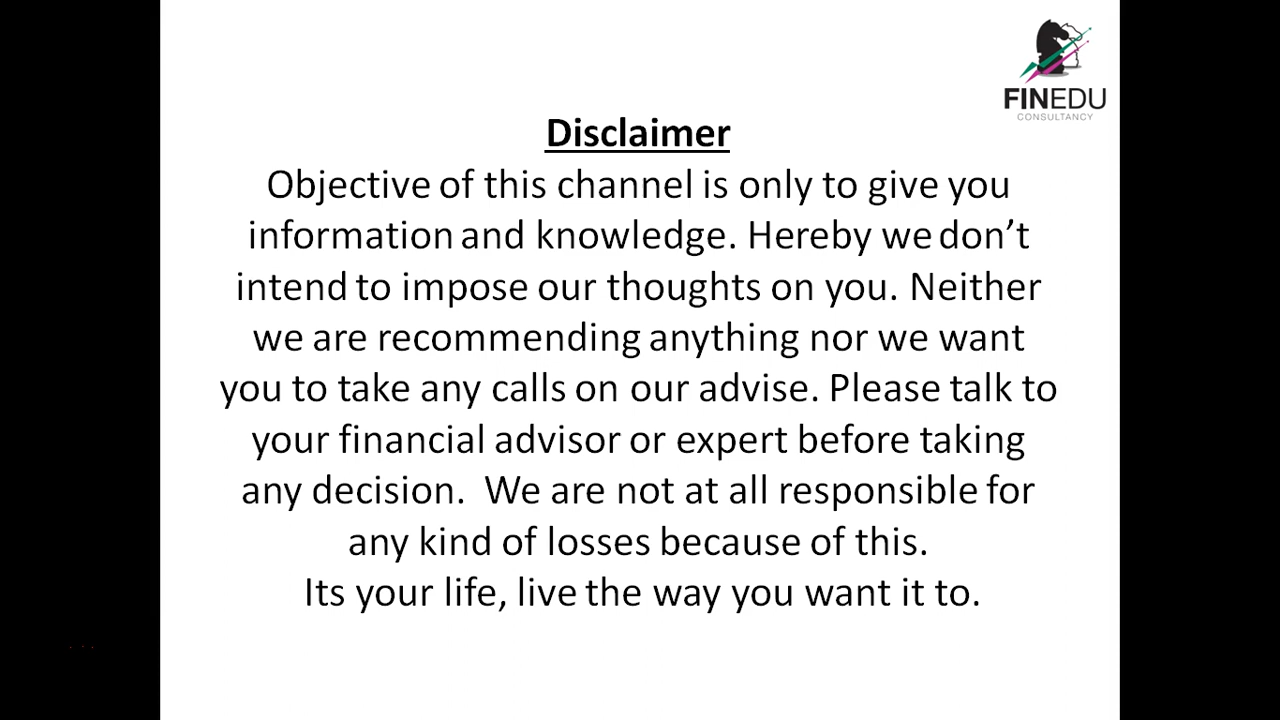 FINEDU
CONSULTANCY
Disclaimer
Objective of this channel is only to give you
information and knowledge. Hereby we don’t
intend to impose our thoughts on you. Neither
we are recommending anything nor we want
you to take any calls on our advise. Please talk to
your financial advisor or expert before taking
any decision.  We are not at all responsible for
any kind of losses because of this.
Its your life, live the way you want it to.